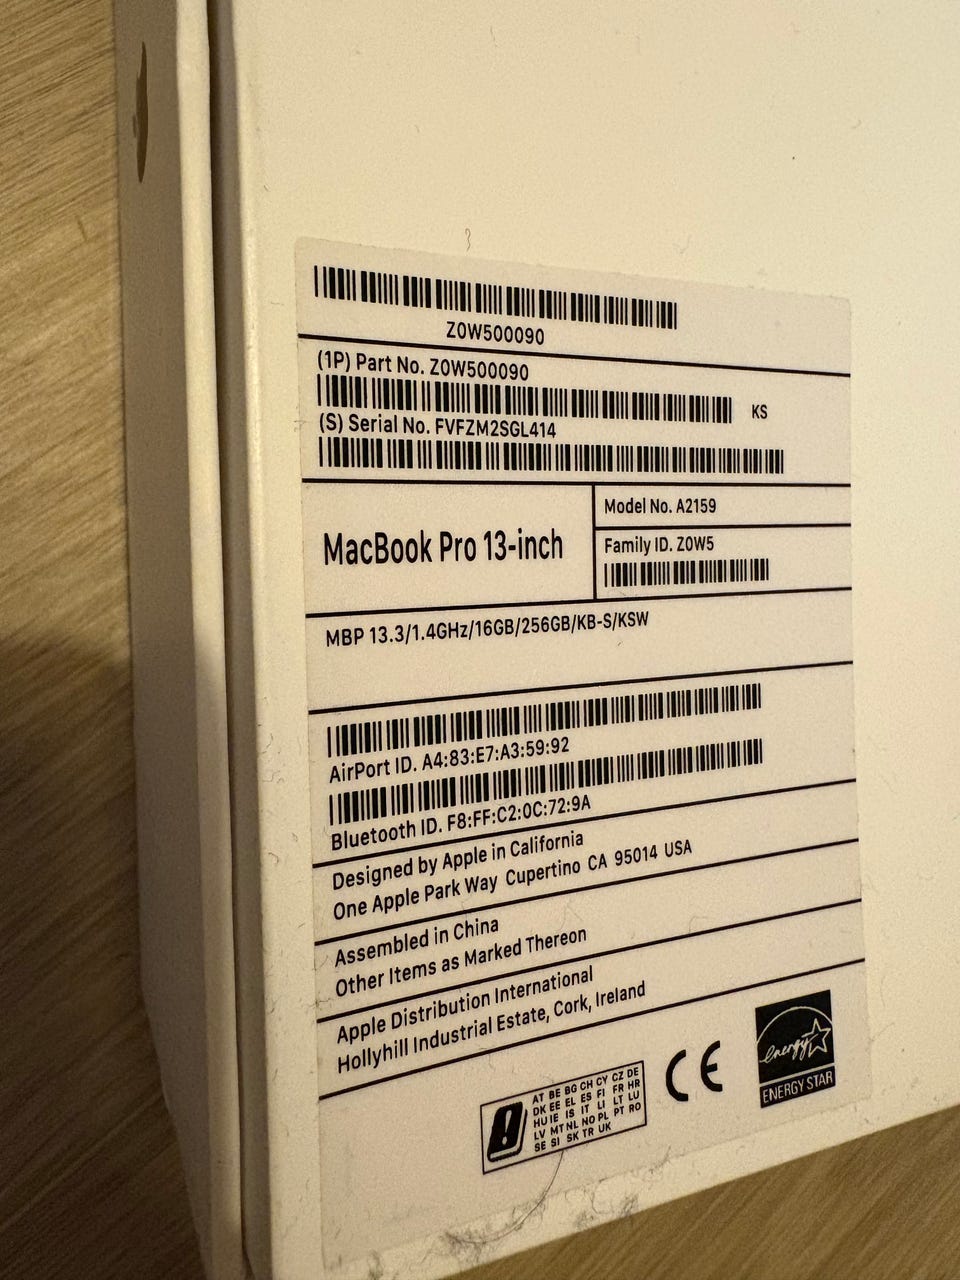 Z0W500090
(1P) Part No. Z0W500090
KS
(S) Serial No. FVFZM2SGL414
MacBook Pro 13-inch
Model No. A2159
Family ID. Z0W5
MBP 13.3/1.4GHz/16GB/256GB/KB-S/KSW
AirPort ID. A4:83:E7:A3:59:92
Bluetooth ID. F8:FF:C2:0C:72:9A
Designed by Apple in California
One Apple Park Way Cupertino CA 95014 USA
Assembled in China
Other Items as Marked Thereon
Apple Distribution International
Hollyhill Industrial Estate, Cork, Ireland
AT BE BG CH CY CZ DE
DK EE EL ES FI FR HR
HU IE IS IT LI LT LU
LV MT NL NO PL PT RO
SE SI SK TR UK
CE
energy
ENERGY STAR